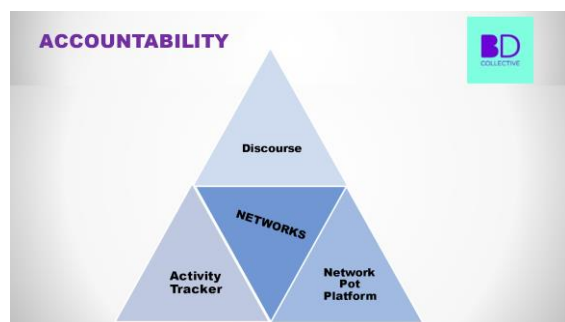 ACCOUNTABILITY
BD
COLLECTIVE
Discourse
NETWORKS
Activity
Tracker
Network
Pot
Platform